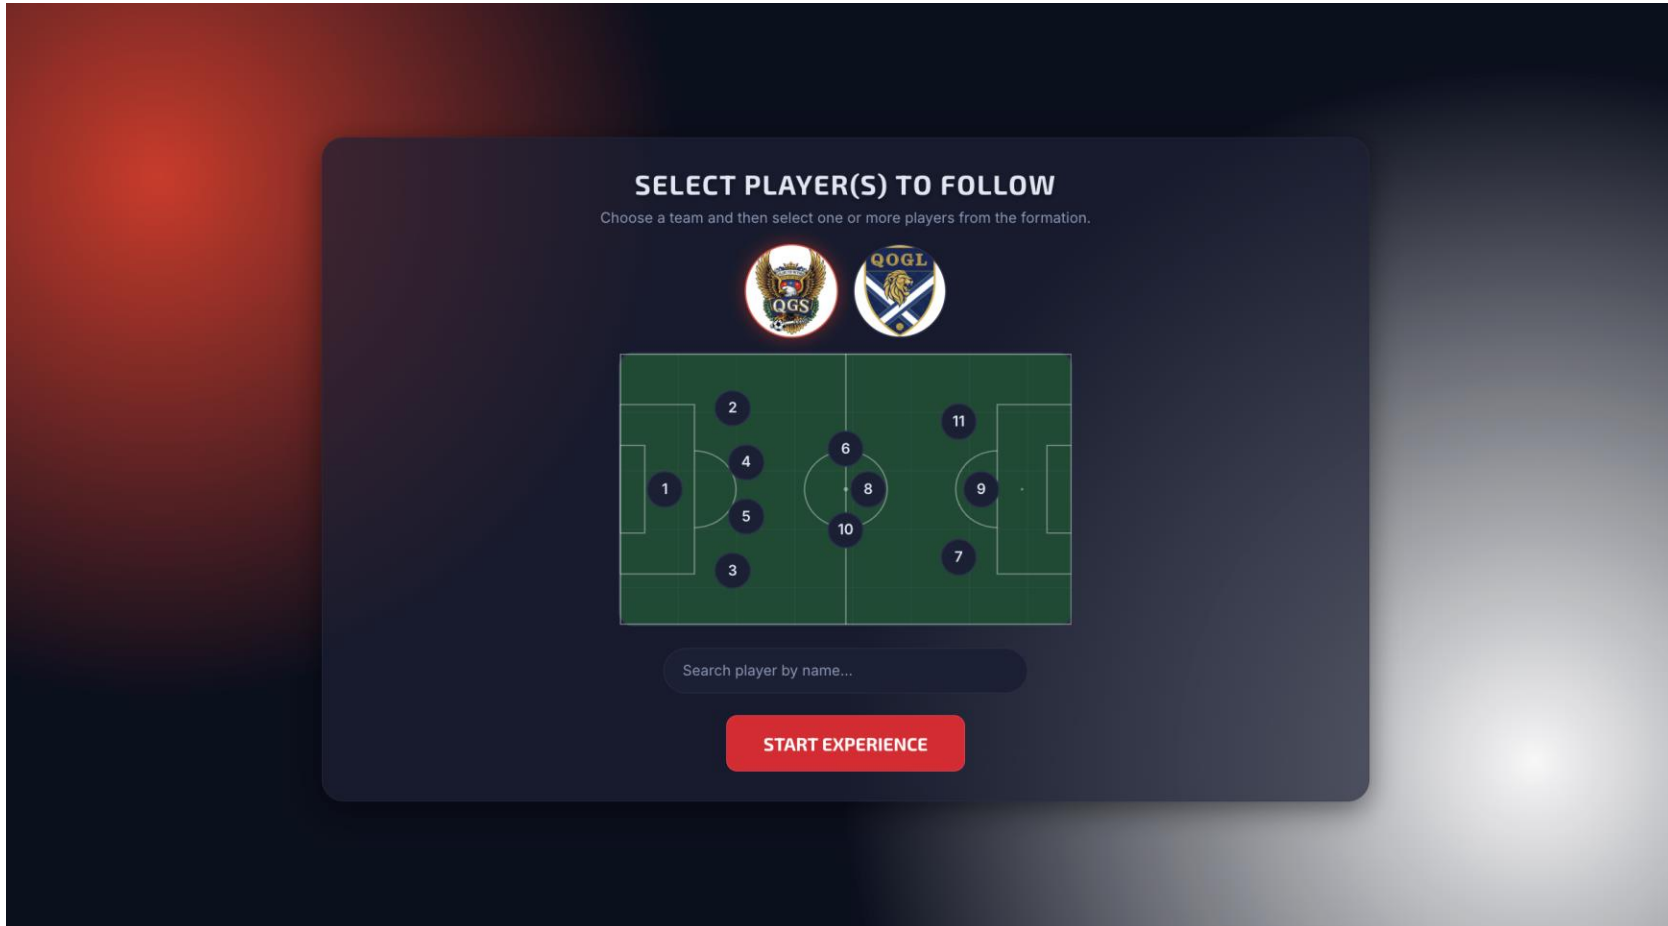 SELECT PLAYER(S) TO FOLLOW
Choose a team and then select one or more players from the formation.
QGS
QOGL
2
11
6
4
1
8
9
5
10
7
3
Search player by name...
START EXPERIENCE